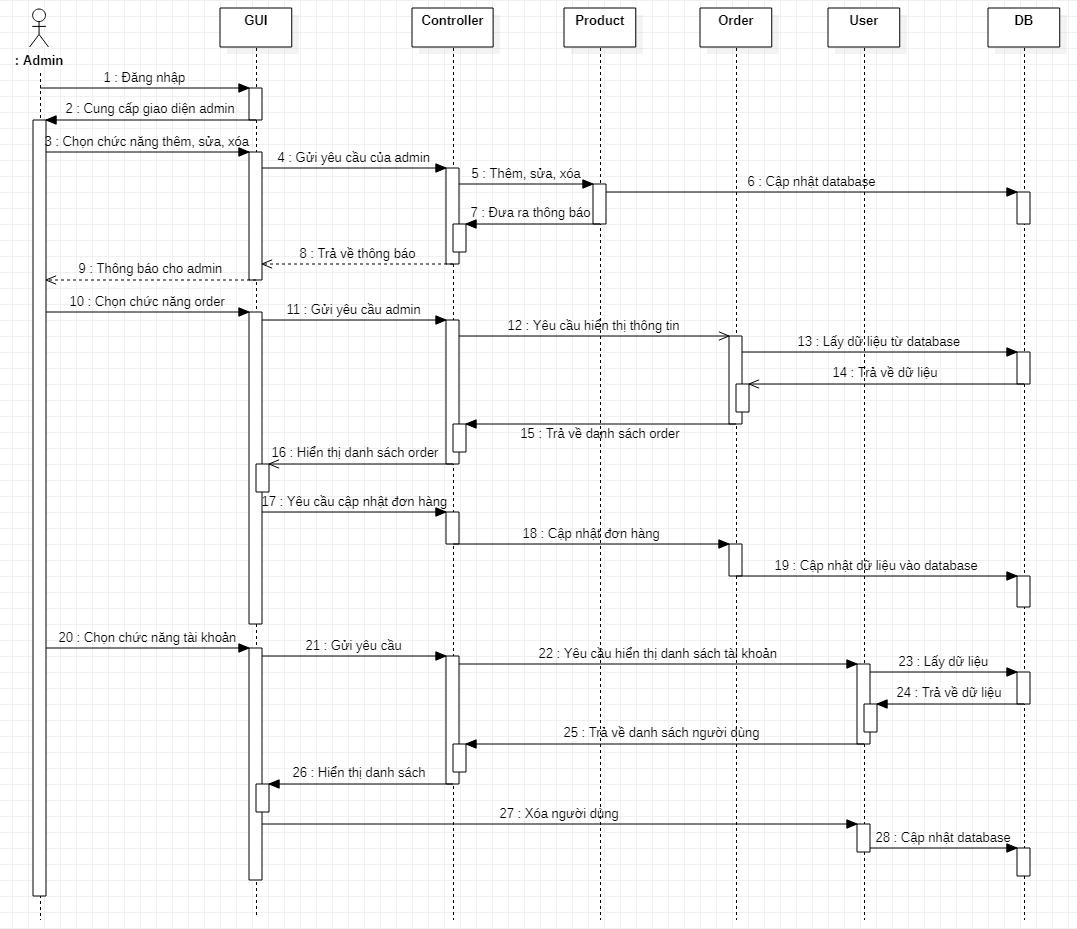 GUI
Controller
Product
Order
User
DB
: Admin
1 : Đăng nhập
2 : Cung cấp giao diện admin
3 : Chọn chức năng thêm, sửa, xóa
4 : Gửi yêu cầu của admin
5 : Thêm, sửa, xóa
6 : Cập nhật database
7 : Đưa ra thông báo
8 : Trả về thông báo
9 : Thông báo cho admin
10 : Chọn chức năng order
11 : Gửi yêu cầu admin
12 : Yêu cầu hiển thị thông tin
13 : Lấy dữ liệu từ database
14 : Trả về dữ liệu
15 : Trả về danh sách order
16 : Hiển thị danh sách order
17 : Yêu cầu cập nhật đơn hàng
18 : Cập nhật đơn hàng
19 : Cập nhật dữ liệu vào database
20 : Chọn chức năng tài khoản
21 : Gửi yêu cầu
22 : Yêu cầu hiển thị danh sách tài khoản
23 : Lấy dữ liệu
24 : Trả về dữ liệu
25 : Trả về danh sách người dùng
26 : Hiển thị danh sách
27 : Xóa người dùng
28 : Cập nhật database